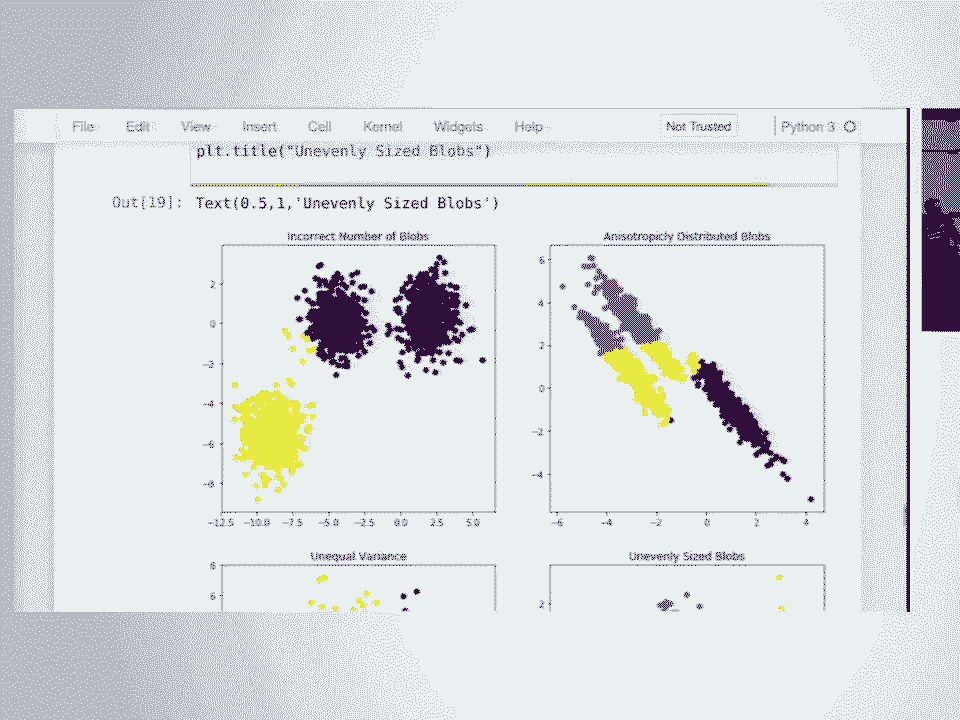 File Edit View Insert Cell Kernel Widgets Help Not Trusted Python 3
plt.title("Unevenly Sized Blobs")
Out[19]: Text(0.5,1,'Unevenly Sized Blobs')
Incorrect Number of Blobs
2
0
−2
−4
−6
−8
−12.5 −10.0 −7.5 −5.0 −2.5 0.0 2.5 5.0
Anisotropicly Distributed Blobs
6
4
2
0
−2
−4
−6 −4 −2 0 2 4
Unequal Variance
8
6
Unevenly Sized Blobs
2